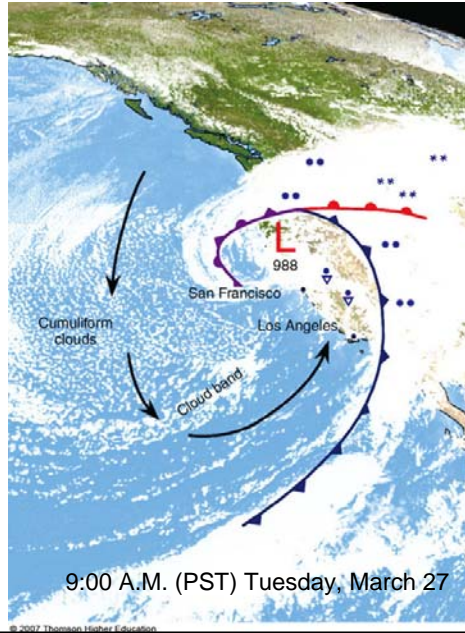 L
988
San Francisco
Cumuliform
clouds
Los Angeles
Cloud band
9:00 A.M. (PST) Tuesday, March 27
© 2007 Thomson Higher Education